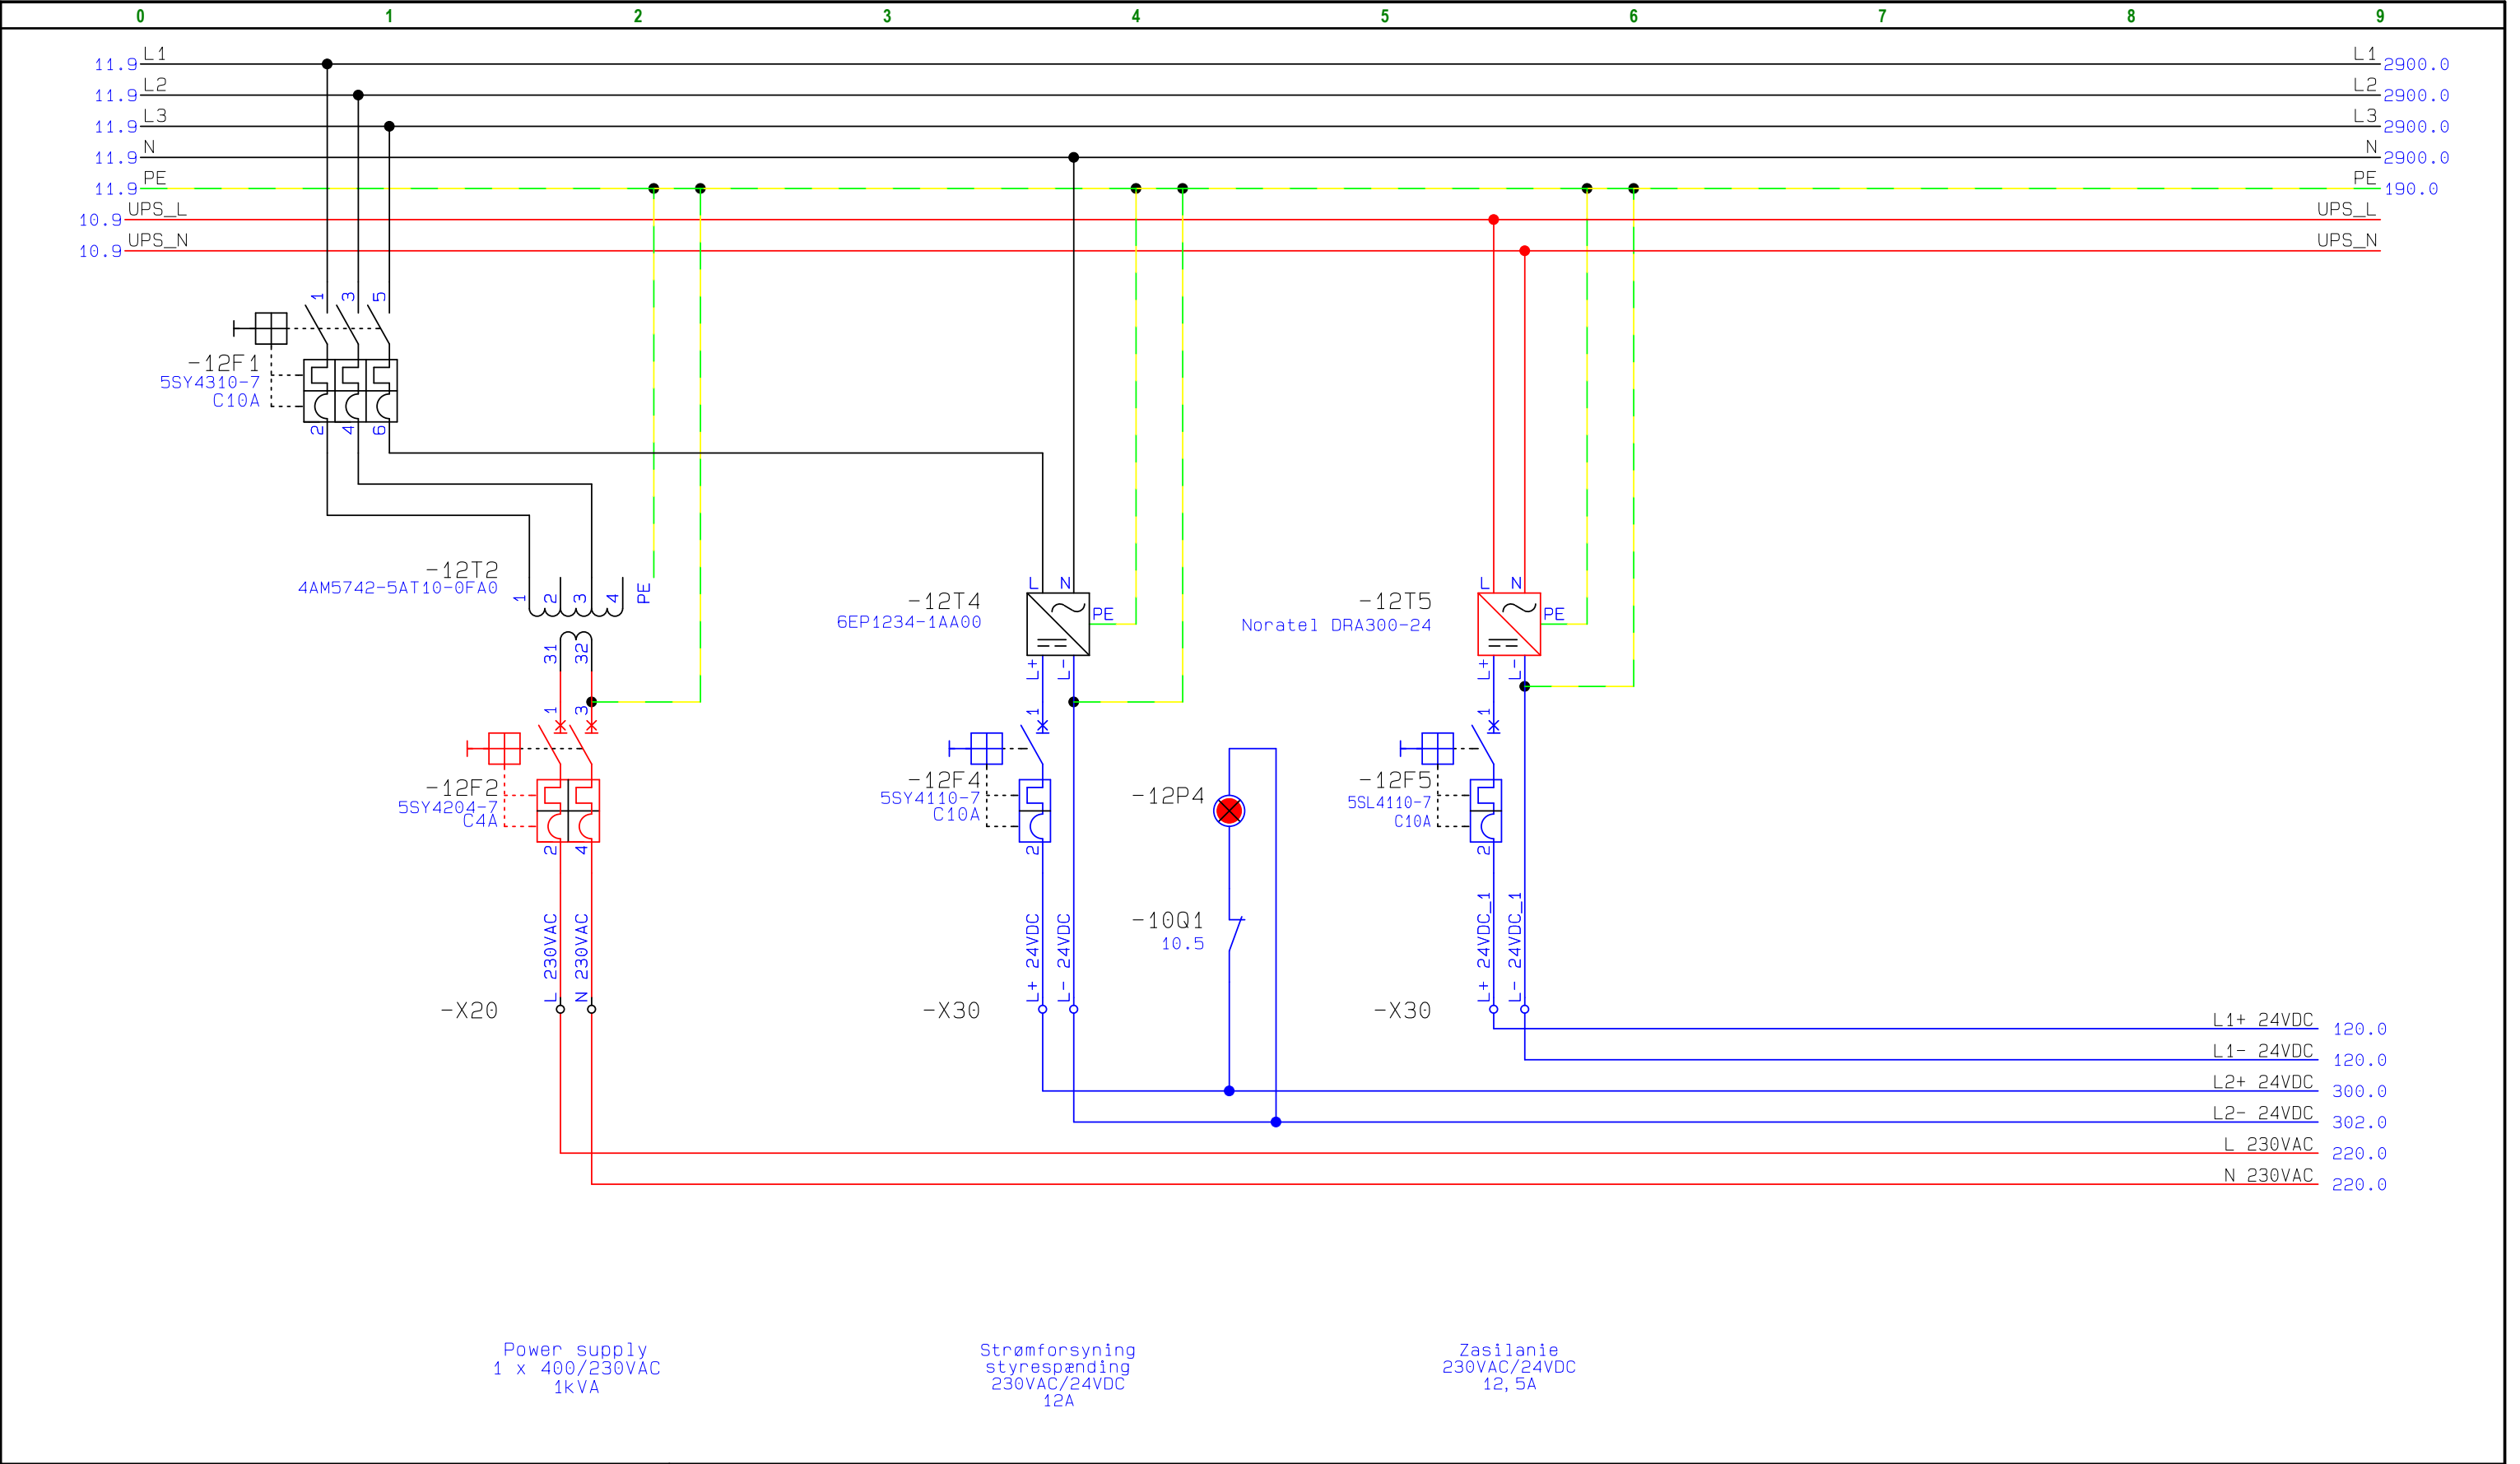 0 1 2 3 4 5 6 7 8 9
11.9 L1 L1 2900.0
11.9 L2 L2 2900.0
11.9 L3 L3 2900.0
11.9 N N 2900.0
11.9 PE PE 190.0
10.9 UPS_L UPS_L
10.9 UPS_N UPS_N
1 3 5
-12F1
5SY4310-7
C10A
2 4 6
-12T2
4AM5742-5AT10-0FA0
1 2 3 4 PE
31 32
-12T4
6EP1234-1AA00
L N PE
L+ L-
-12T5
Noratel DRA300-24
L N PE
L+ L-
1 3
-12F2
5SY4204-7
C4A
2 4
1
-12F4
5SY4110-7
C10A
2
-12P4
1
-12F5
5SL4110-7
C10A
2
-10Q1
10.5
L 230VAC
N 230VAC
L+ 24VDC
L- 24VDC
L+ 24VDC_1
L- 24VDC_1
-X20
-X30
-X30
L1+ 24VDC 120.0
L1- 24VDC 120.0
L2+ 24VDC 300.0
L2- 24VDC 302.0
L 230VAC 220.0
N 230VAC 220.0
Power supply
1 x 400/230VAC
1kVA
Strømforsyning
styrespænding
230VAC/24VDC
12A
Zasilanie
230VAC/24VDC
12,5A